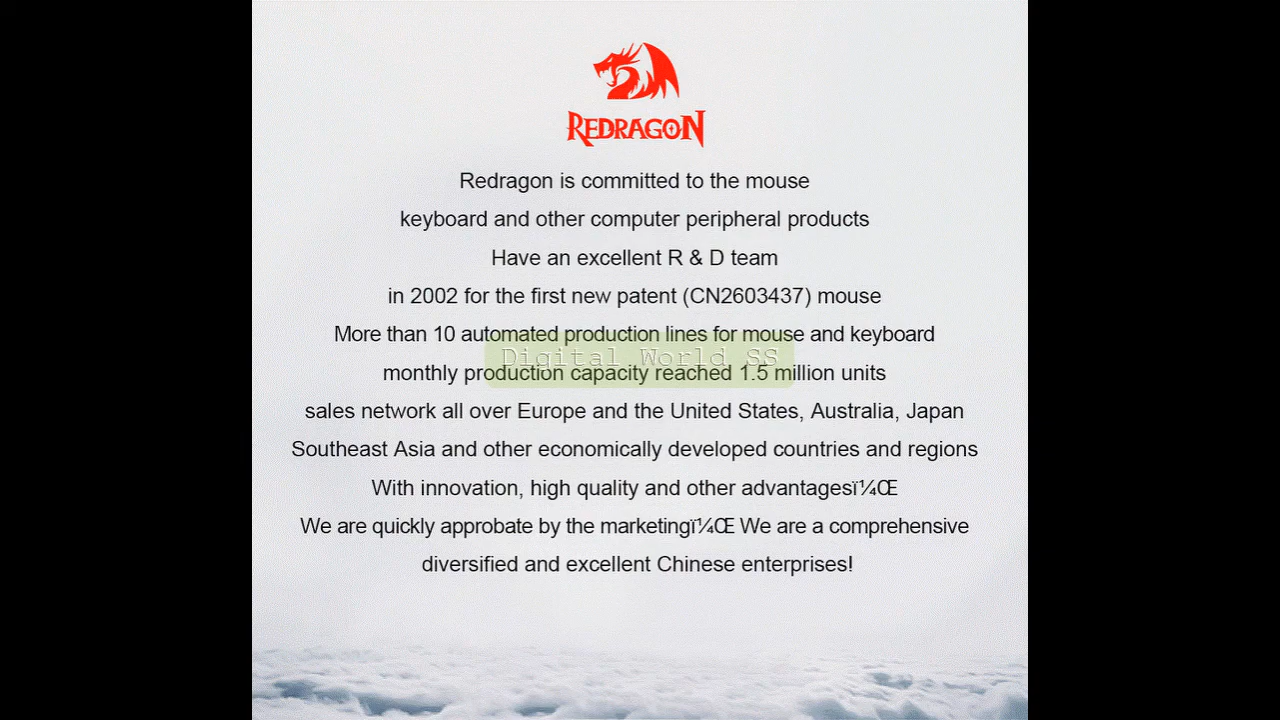 REDRAGON
Redragon is committed to the mouse
keyboard and other computer peripheral products
Have an excellent R & D team
in 2002 for the first new patent (CN2603437) mouse
More than 10 automated production lines for mouse and keyboard
Digital World SS
monthly production capacity reached 1.5 million units
sales network all over Europe and the United States, Australia, Japan
Southeast Asia and other economically developed countries and regions
With innovation, high quality and other advantagesï¼Œ
We are quickly approbate by the marketingï¼Œ We are a comprehensive
diversified and excellent Chinese enterprises!